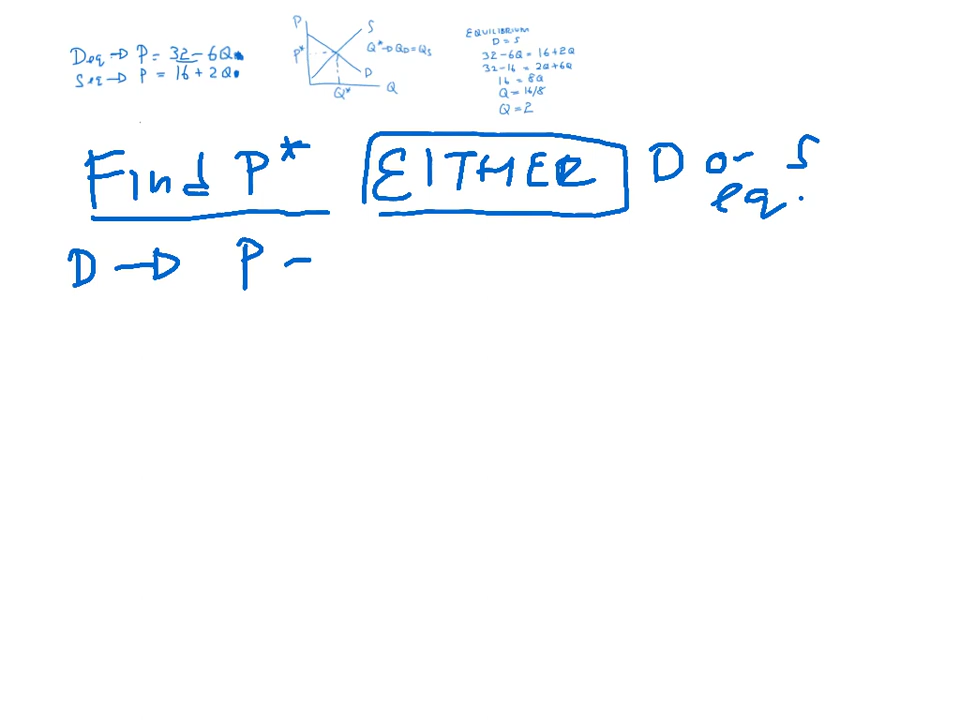 Deq → P = 32 - 6Q
Seq → P = 16 + 2Q
P
S
P*
Q* → QD = QS
D
Q
Q*
EQUILIBRIUM
D = S
32 - 6Q = 16 + 2Q
32 - 16 = 2Q + 6Q
16 = 8Q
Q = 16/8
Q = 2
Find P* EITHER D or S
eq.
D → P -